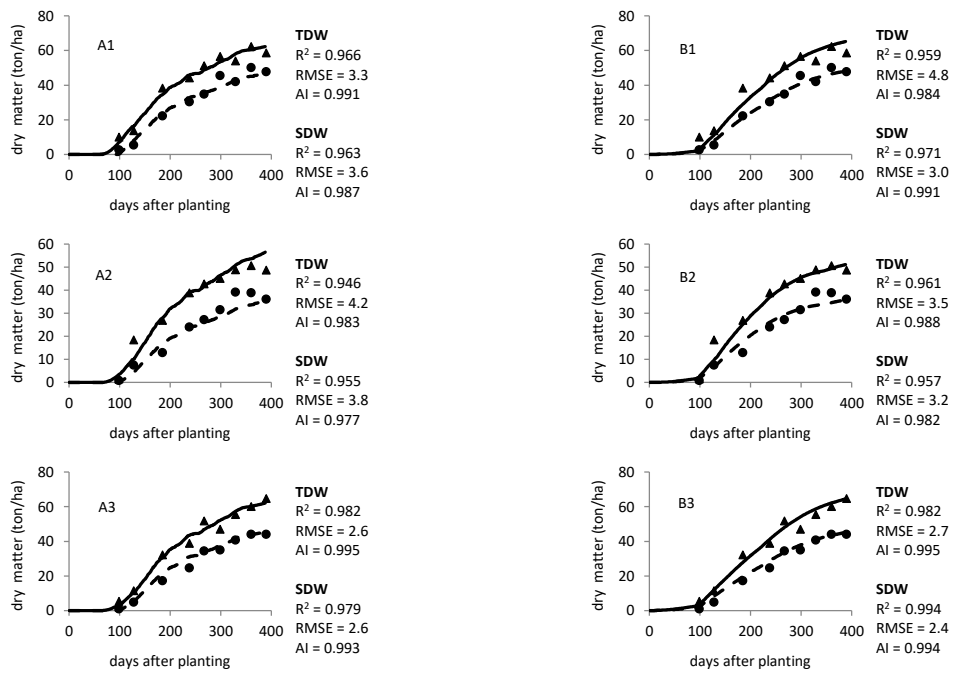 A1
dry matter (ton/ha)
80
60
40
20
0
0 100 200 300 400
days after planting
TDW
R² = 0.966
RMSE = 3.3
AI = 0.991
SDW
R² = 0.963
RMSE = 3.6
AI = 0.987
B1
dry matter (ton/ha)
80
60
40
20
0
0 100 200 300 400
days after planting
TDW
R² = 0.959
RMSE = 4.8
AI = 0.984
SDW
R² = 0.971
RMSE = 3.0
AI = 0.991
A2
dry matter (ton/ha)
60
50
40
30
20
10
0
0 100 200 300 400
days after planting
TDW
R² = 0.946
RMSE = 4.2
AI = 0.983
SDW
R² = 0.955
RMSE = 3.8
AI = 0.977
B2
dry matter (ton/ha)
60
50
40
30
20
10
0
0 100 200 300 400
days after planting
TDW
R² = 0.961
RMSE = 3.5
AI = 0.988
SDW
R² = 0.957
RMSE = 3.2
AI = 0.982
A3
dry matter (ton/ha)
80
60
40
20
0
0 100 200 300 400
days after planting
TDW
R² = 0.982
RMSE = 2.6
AI = 0.995
SDW
R² = 0.979
RMSE = 2.6
AI = 0.993
B3
dry matter (ton/ha)
80
60
40
20
0
0 100 200 300 400
days after planting
TDW
R² = 0.982
RMSE = 2.7
AI = 0.995
SDW
R² = 0.994
RMSE = 2.4
AI = 0.994